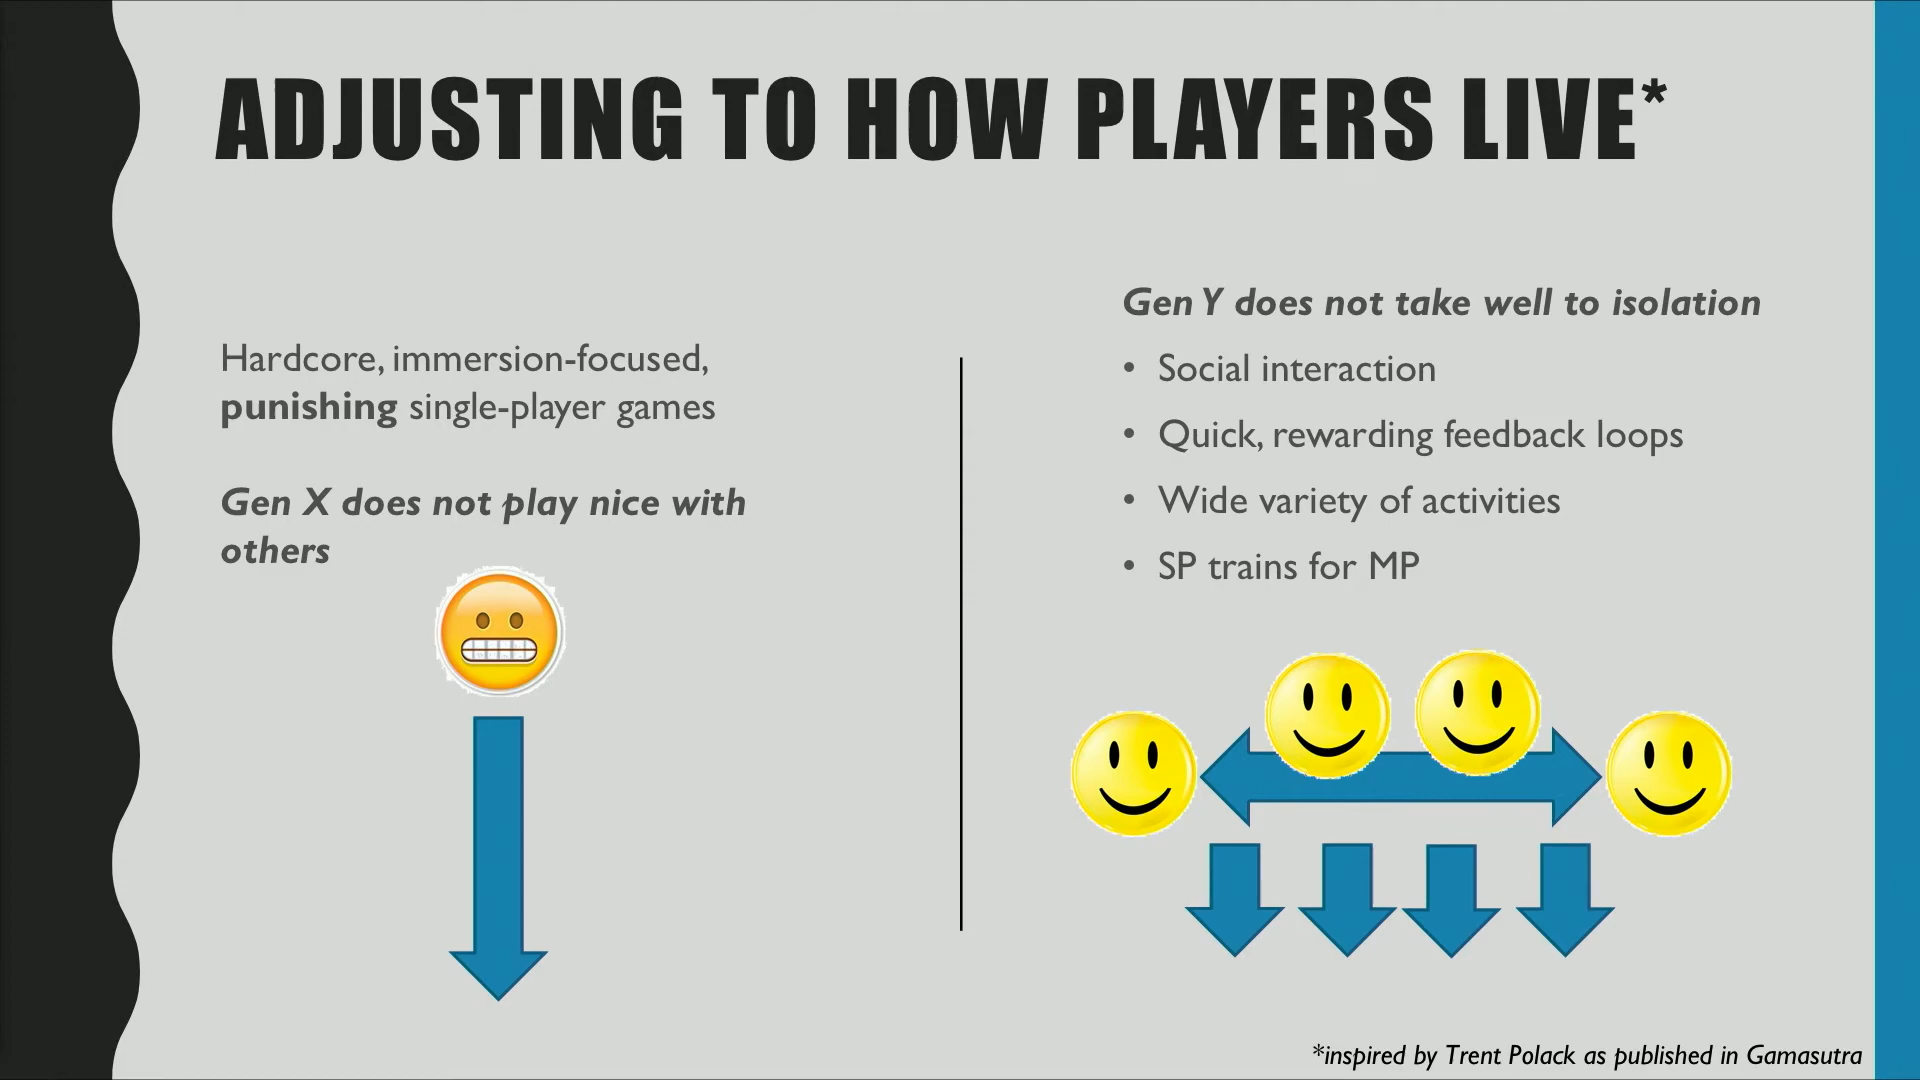 ADJUSTING TO HOW PLAYERS LIVE*
Hardcore, immersion-focused,
punishing single-player games
Gen X does not play nice with
others
Gen Y does not take well to isolation
• Social interaction
• Quick, rewarding feedback loops
• Wide variety of activities
• SP trains for MP
*inspired by Trent Polack as published in Gamasutra